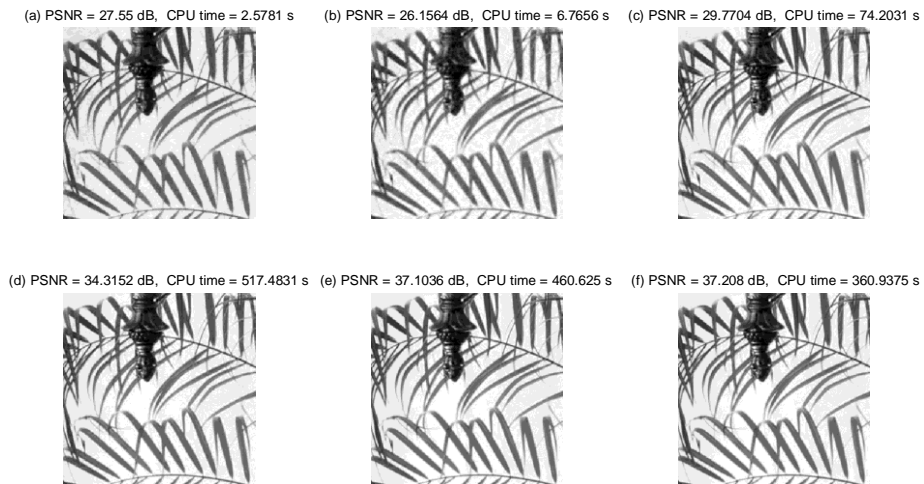 (a) PSNR = 27.55 dB, CPU time = 2.5781 s
(b) PSNR = 26.1564 dB, CPU time = 6.7656 s
(c) PSNR = 29.7704 dB, CPU time = 74.2031 s
(d) PSNR = 34.3152 dB, CPU time = 517.4831 s
(e) PSNR = 37.1036 dB, CPU time = 460.625 s
(f) PSNR = 37.208 dB, CPU time = 360.9375 s